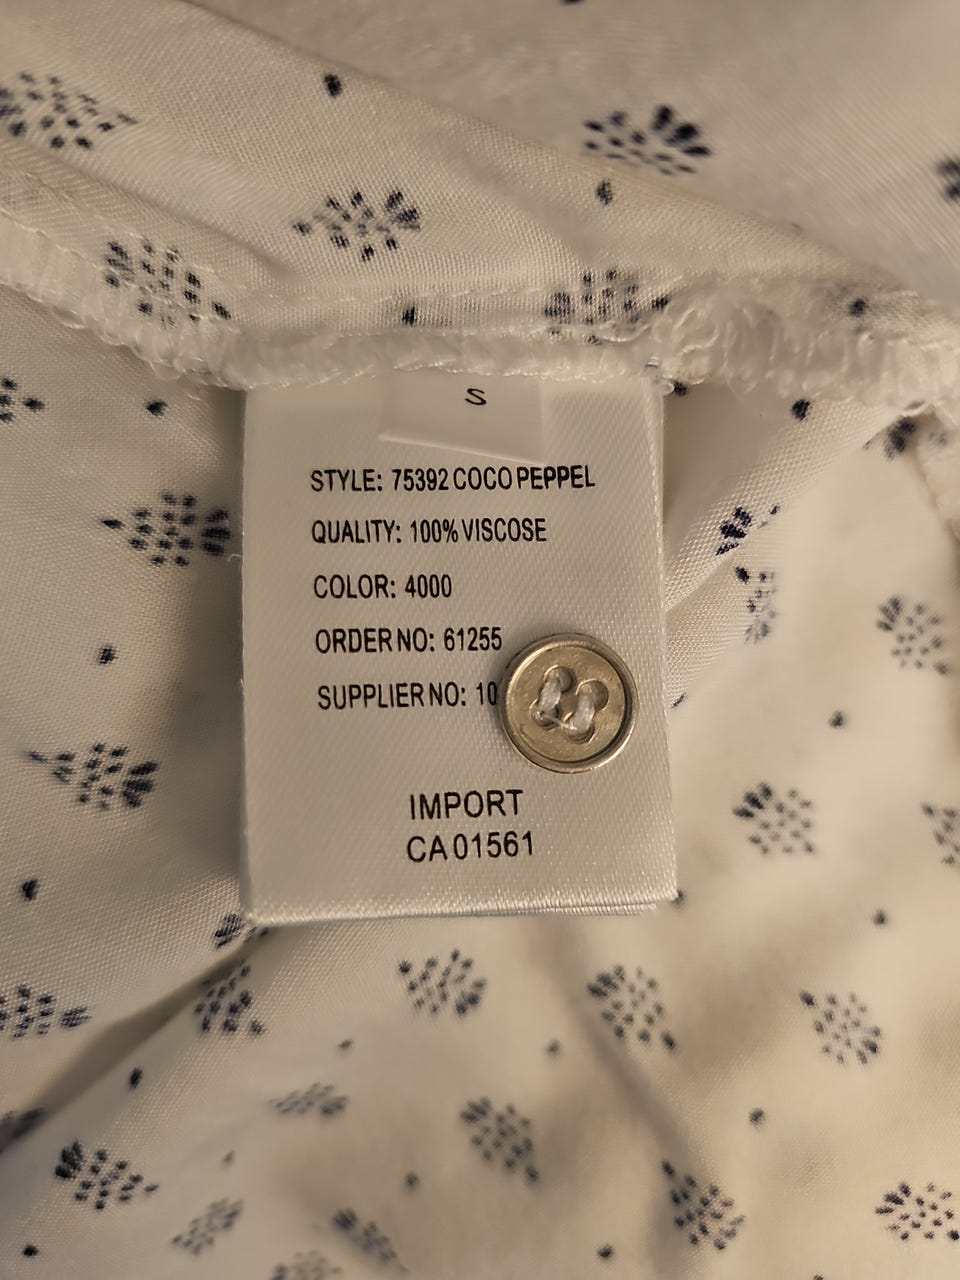 S
STYLE: 75392 COCO PEPPEL
QUALITY: 100% VISCOSE
COLOR: 4000
ORDER NO: 61255
SUPPLIER NO: 10
IMPORT
CA 01561